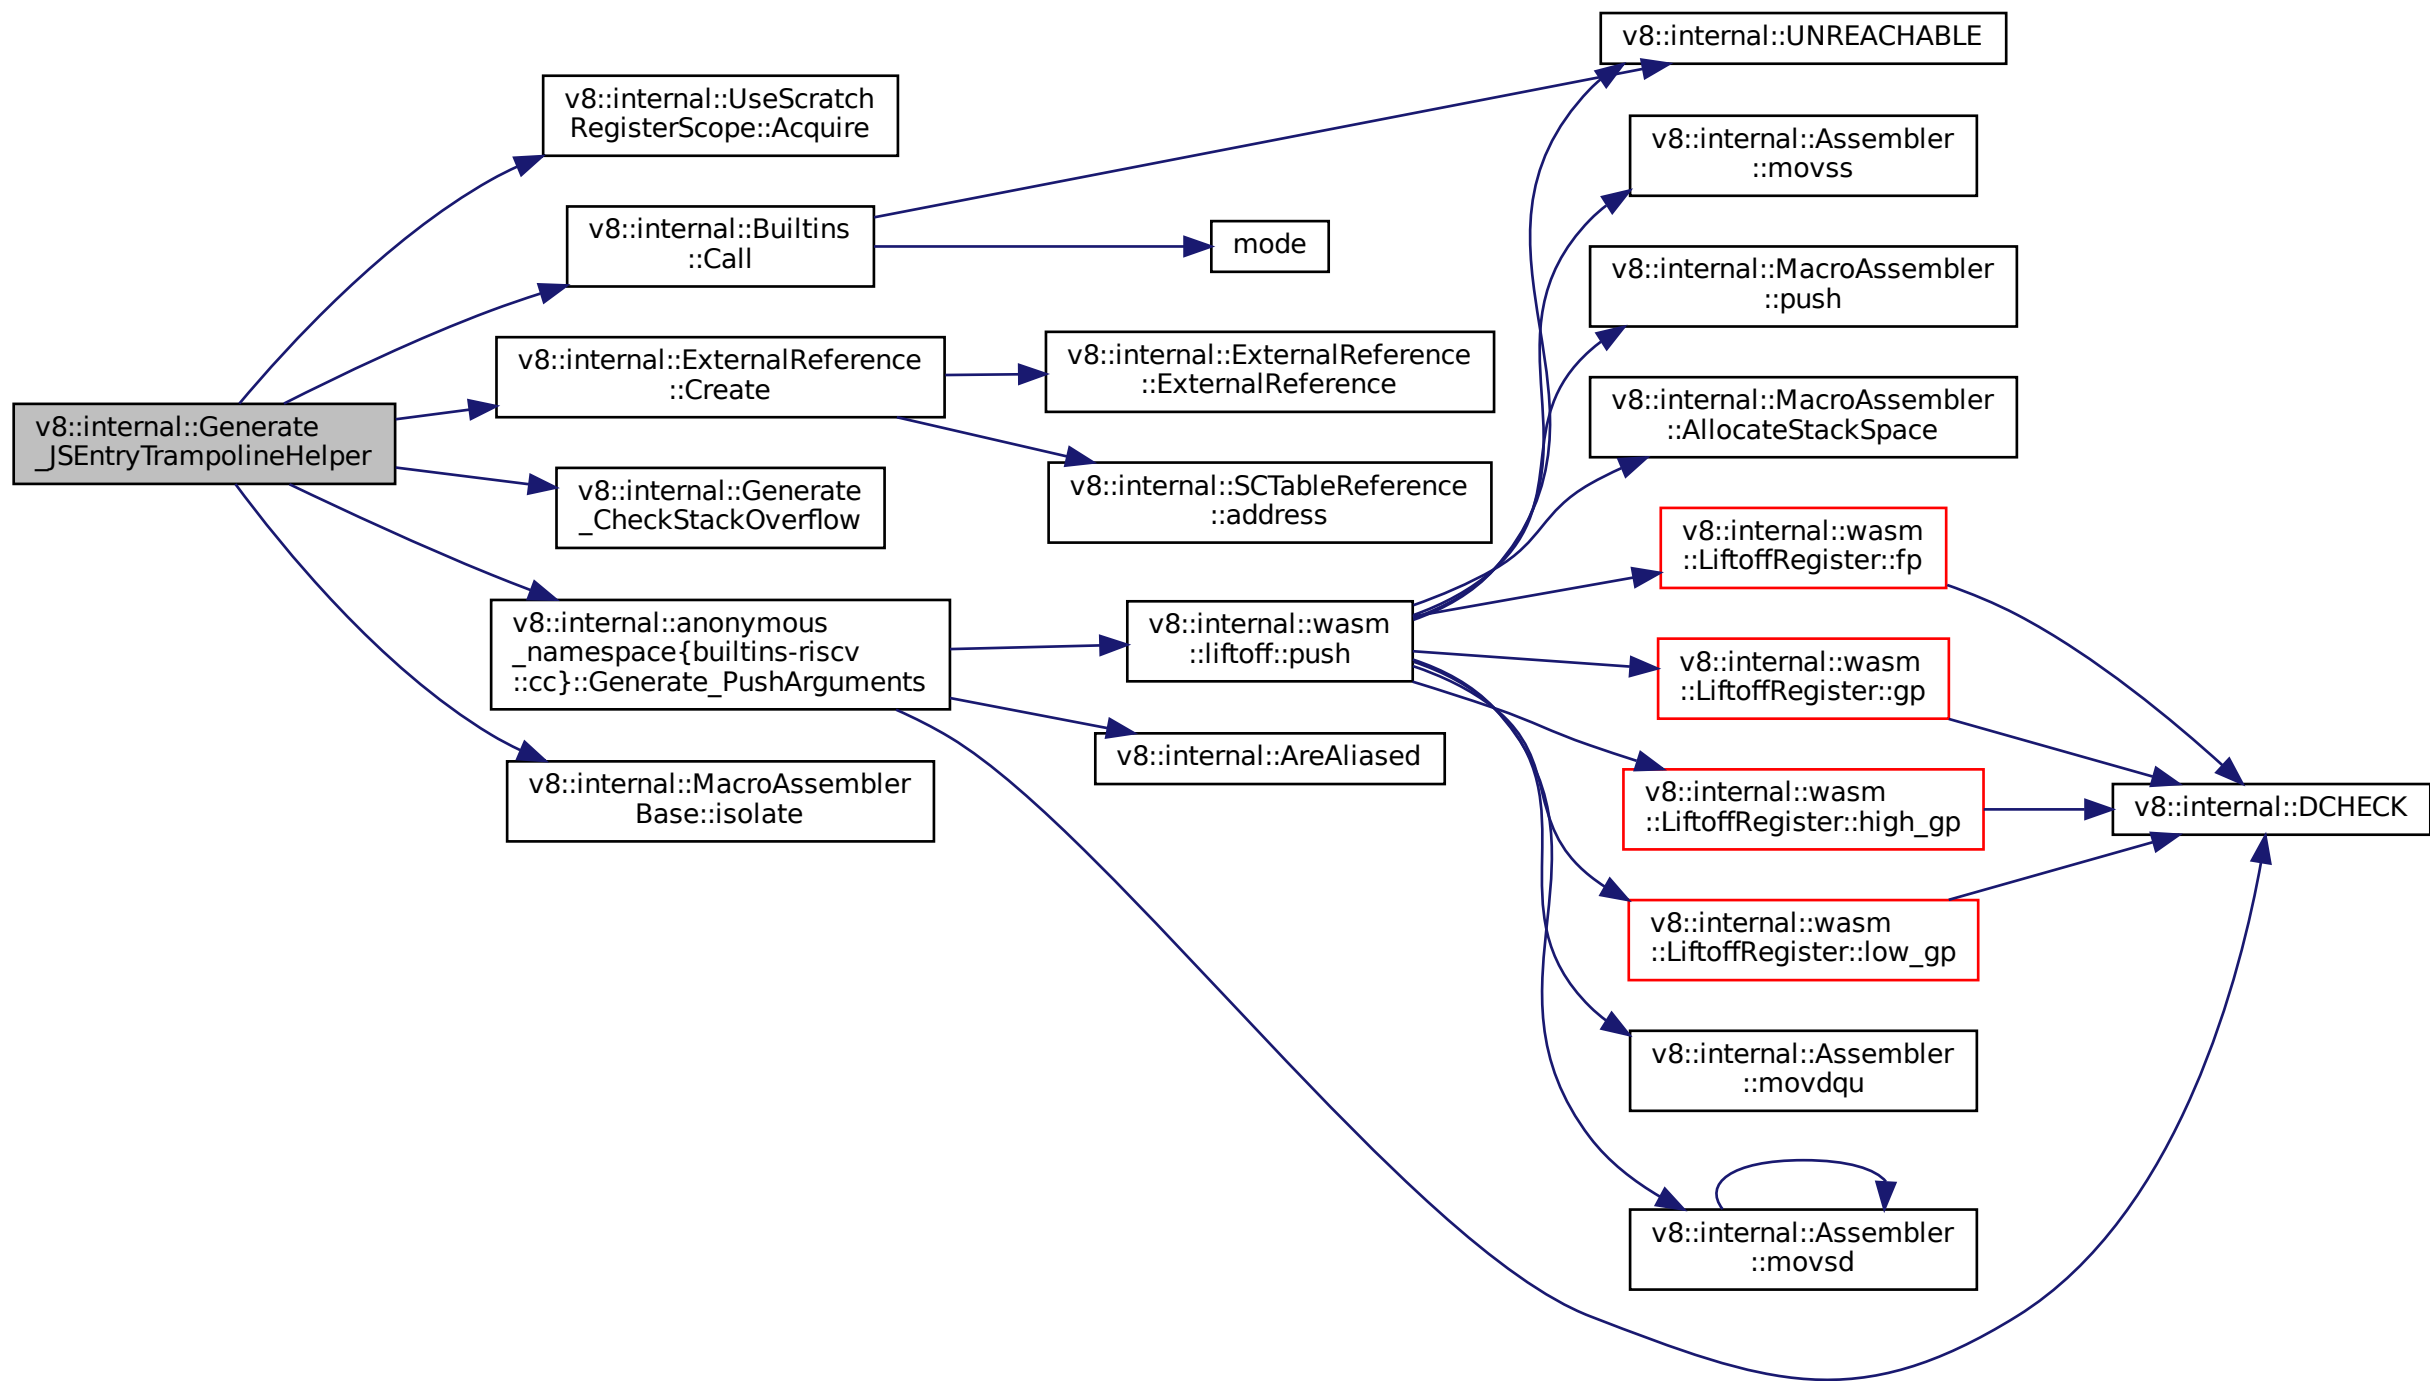 v8::internal::Generate
_JSEntryTrampolineHelper
v8::internal::UseScratch
RegisterScope::Acquire
v8::internal::Builtins
::Call
v8::internal::ExternalReference
::Create
v8::internal::Generate
_CheckStackOverflow
v8::internal::anonymous
_namespace{builtins-riscv
::cc}::Generate_PushArguments
v8::internal::MacroAssembler
Base::isolate
mode
v8::internal::ExternalReference
::ExternalReference
v8::internal::SCTableReference
::address
v8::internal::wasm
::liftoff::push
v8::internal::AreAliased
v8::internal::UNREACHABLE
v8::internal::Assembler
::movss
v8::internal::MacroAssembler
::push
v8::internal::MacroAssembler
::AllocateStackSpace
v8::internal::wasm
::LiftoffRegister::fp
v8::internal::wasm
::LiftoffRegister::gp
v8::internal::wasm
::LiftoffRegister::high_gp
v8::internal::wasm
::LiftoffRegister::low_gp
v8::internal::Assembler
::movdqu
v8::internal::Assembler
::movsd
v8::internal::DCHECK